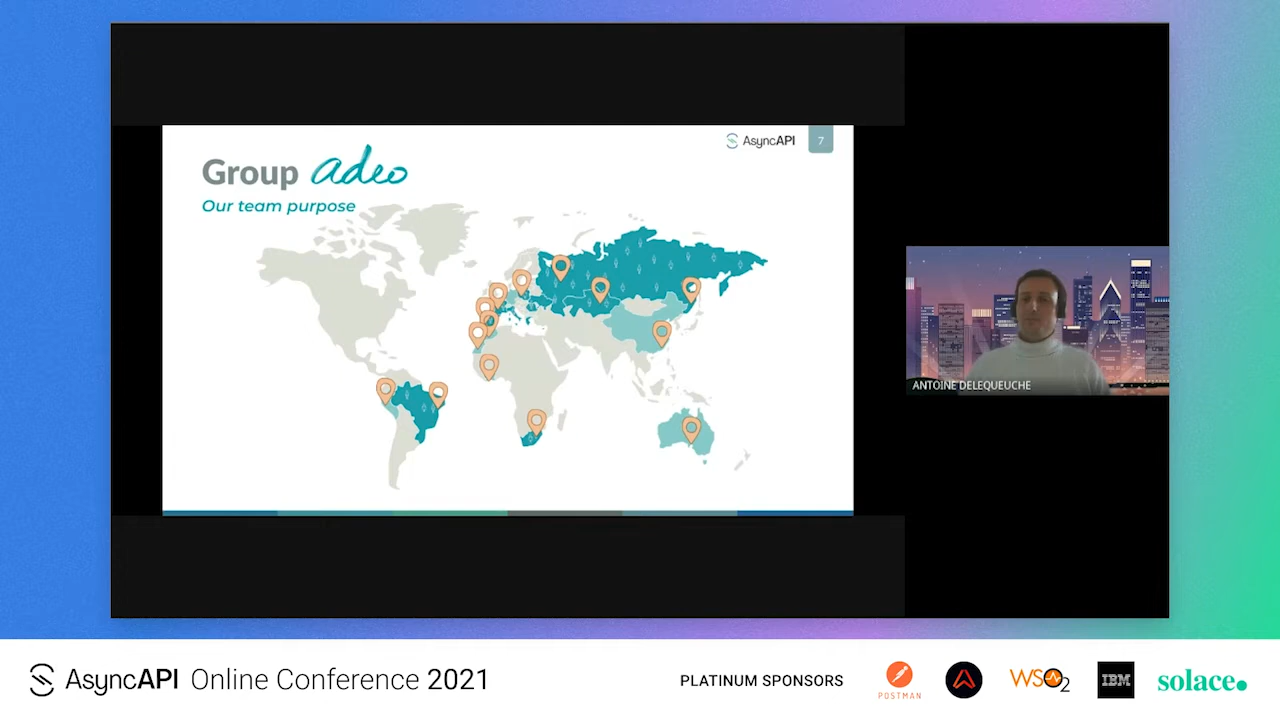 AsyncAPI 7
Group adeo
Our team purpose
ANTOINE DELEQUEUCHE
AsyncAPI Online Conference 2021
PLATINUM SPONSORS
POSTMAN
WSO2
IBM
solace.